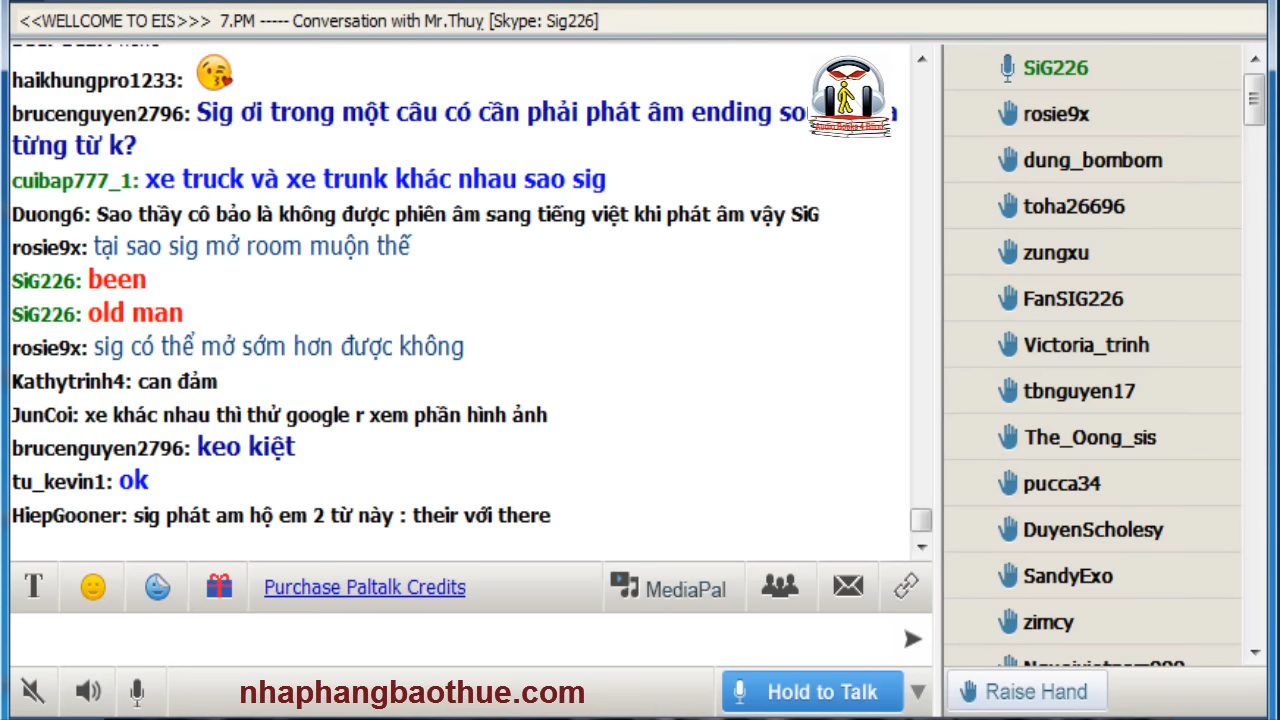 <<WELLCOME TO EIS>>> 7.PM ----- Conversation with Mr.Thuỵ [Skype: Sig226]
haikhungpro1233:
brucenguyen2796: Sig ơi trong một câu có cần phải phát âm ending
từng từ k?
cuibap777_1: xe truck và xe trunk khác nhau sao sig
Duong6: Sao thầy cô bảo là không được phiên âm sang tiếng việt khi phát âm vậy SiG
rosie9x: tại sao sig mở room muộn thế
SiG226: been
SiG226: old man
rosie9x: sig có thể mở sớm hơn được không
Kathytrinh4: can đảm
JunCoi: xe khác nhau thì thử google r xem phần hình ảnh
brucenguyen2796: keo kiệt
tu_kevin1: ok
HiepGooner: sig phát am hộ em 2 từ này : their với there
T
Purchase Paltalk Credits
MediaPal
nhaphangbaothue.com
Hold to Talk
SiG226
rosie9x
dung_bombom
toha26696
zungxu
FanSIG226
Victoria_trinh
tbnguyen17
The_Oong_sis
pucca34
DuyenScholesy
SandyExo
zimcy
Raise Hand